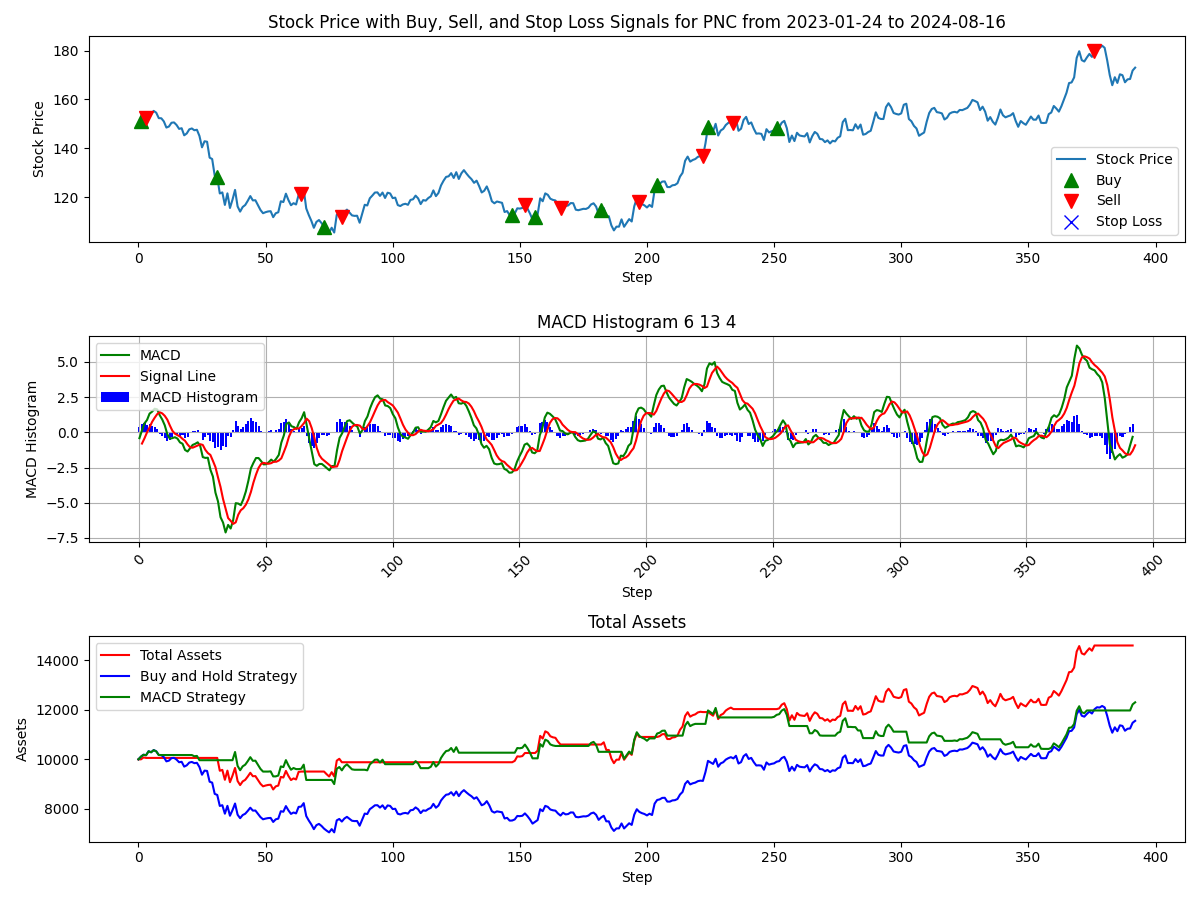 Stock Price with Buy, Sell, and Stop Loss Signals for PNC from 2023-01-24 to 2024-08-16
180
160
140
120
Stock Price
Stock Price
Buy
Sell
Stop Loss
0 50 100 150 200 250 300 350 400
Step
MACD Histogram 6 13 4
5.0
2.5
0.0
−2.5
−5.0
−7.5
MACD Histogram
MACD
Signal Line
MACD Histogram
0 50 100 150 200 250 300 350 400
Step
Total Assets
14000
12000
10000
8000
Assets
Total Assets
Buy and Hold Strategy
MACD Strategy
0 50 100 150 200 250 300 350 400
Step